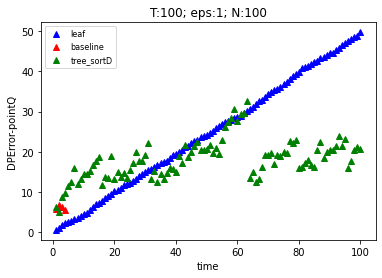 T:100; eps:1; N:100
leaf
baseline
tree_sortD
DPError-pointQ
50
40
30
20
10
0
0 20 40 60 80 100
time